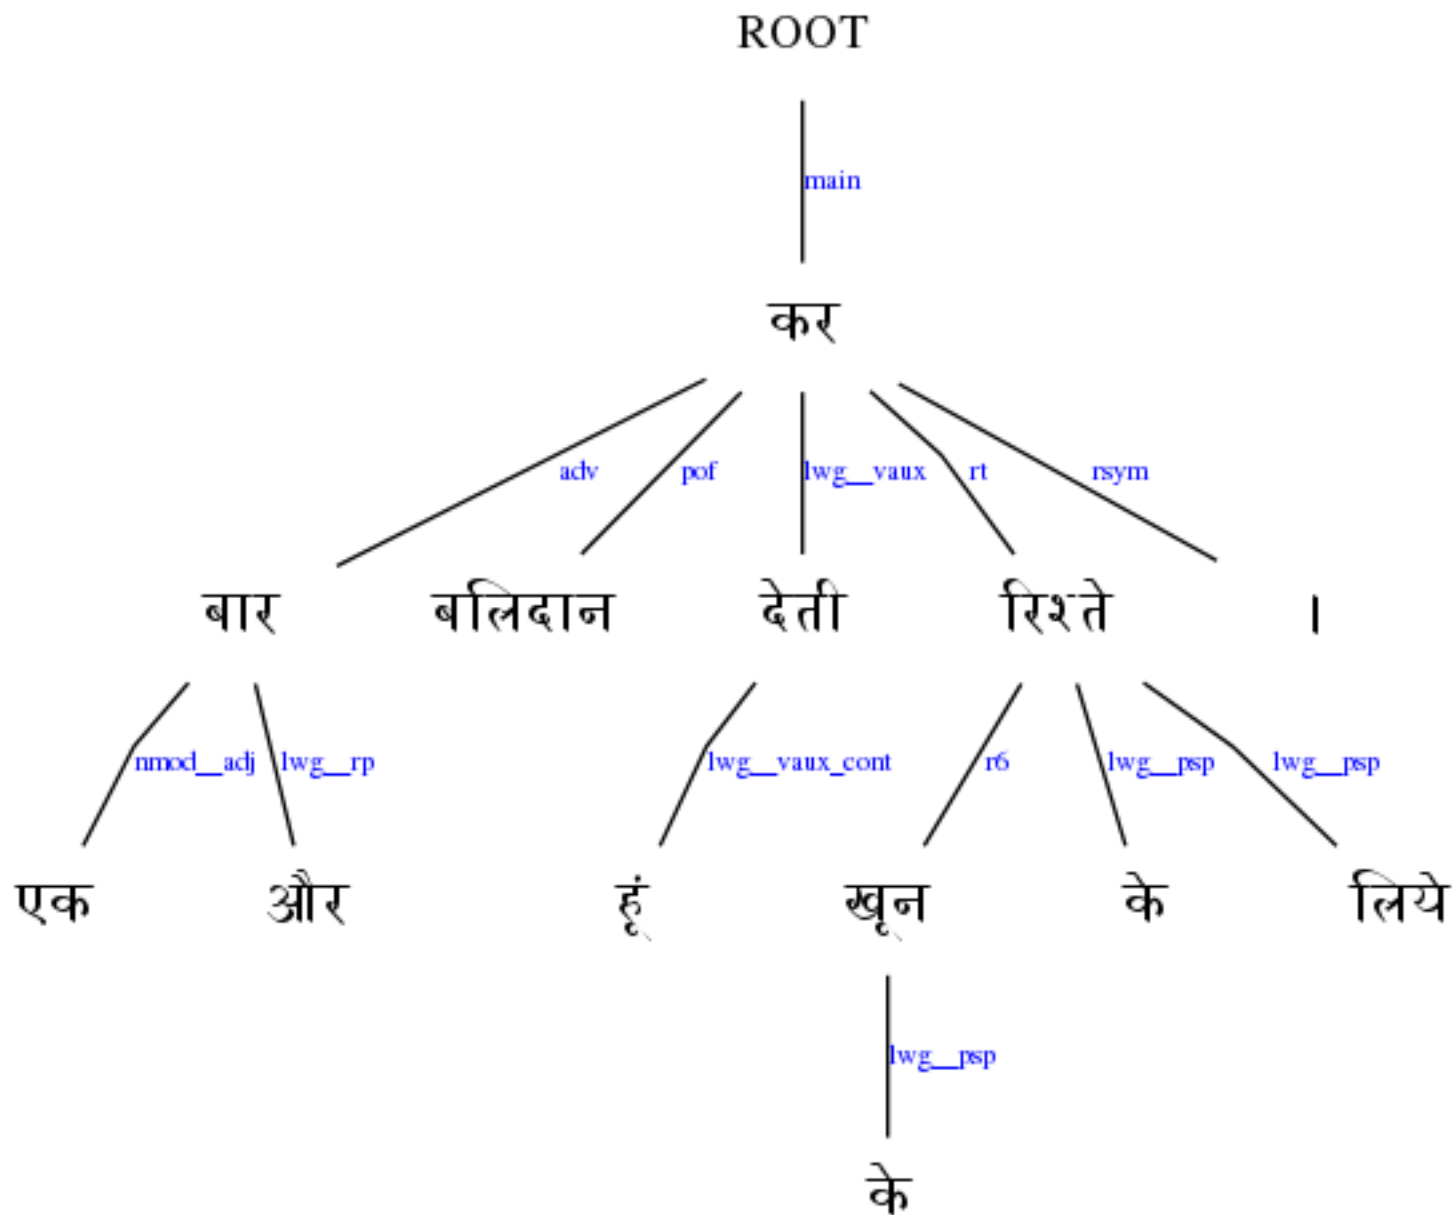 ROOT
main
कर
adv pof lwg__vaux rt rsym
बार बलिदान देती रिश्ते ।
nmod__adj lwg__rp lwg__vaux_cont r6 lwg__psp lwg__psp
एक और हूं खून के लिये
lwg__psp
के